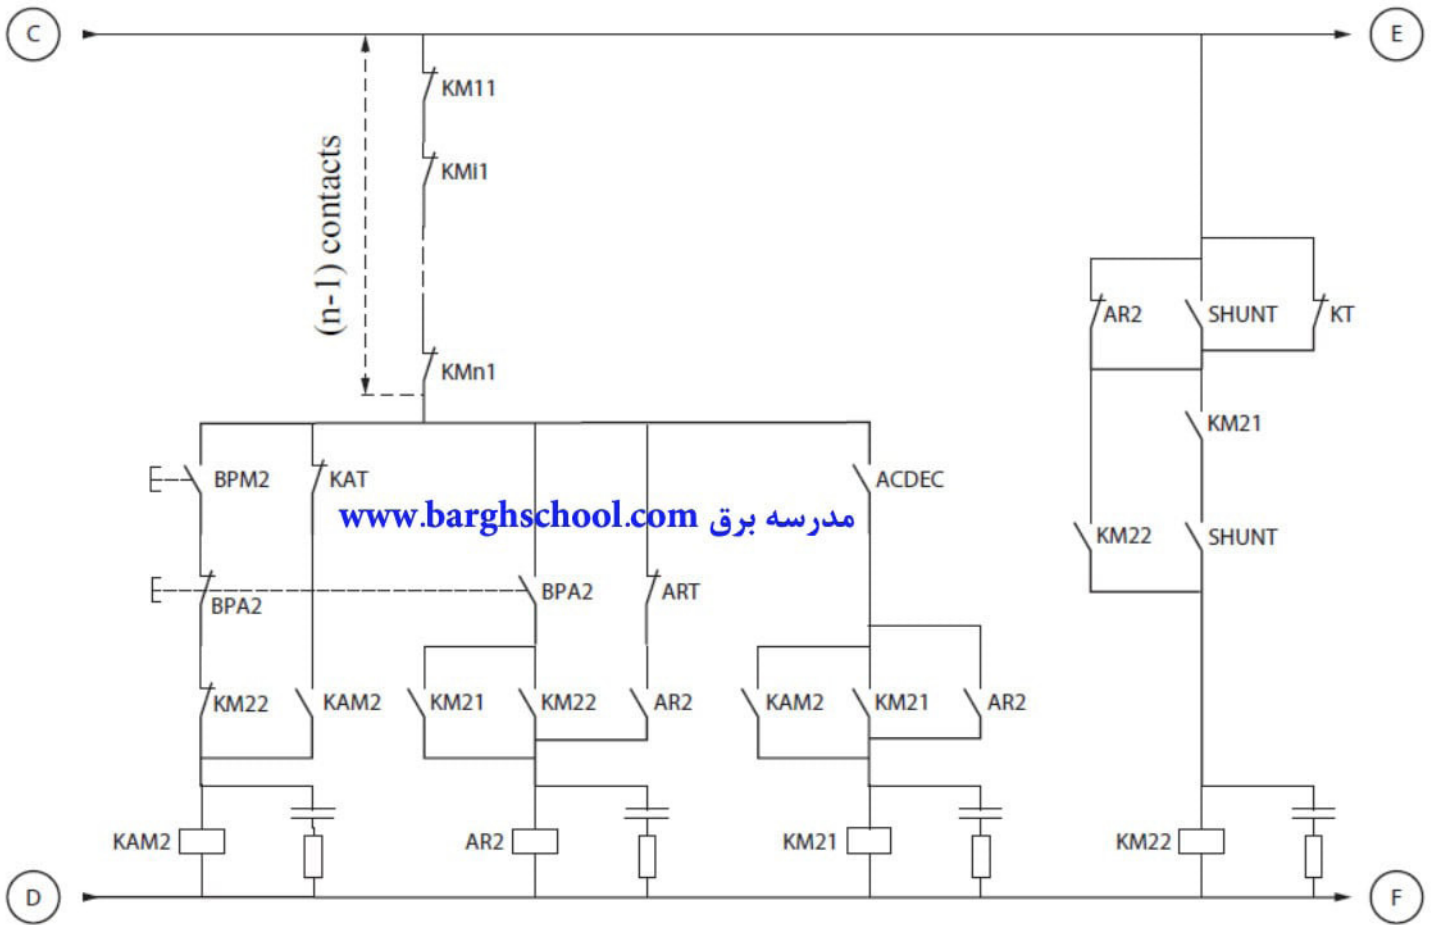 C
E
KM11
KMi1
(n-1) contacts
KMn1
AR2
SHUNT
KT
KM21
BPM2
KAT
ACDEC
www.barghschool.com مدرسه برق
KM22
SHUNT
BPA2
BPA2
ART
KM22
KAM2
KM21
KM22
AR2
KAM2
KM21
AR2
KAM2
AR2
KM21
KM22
D
F